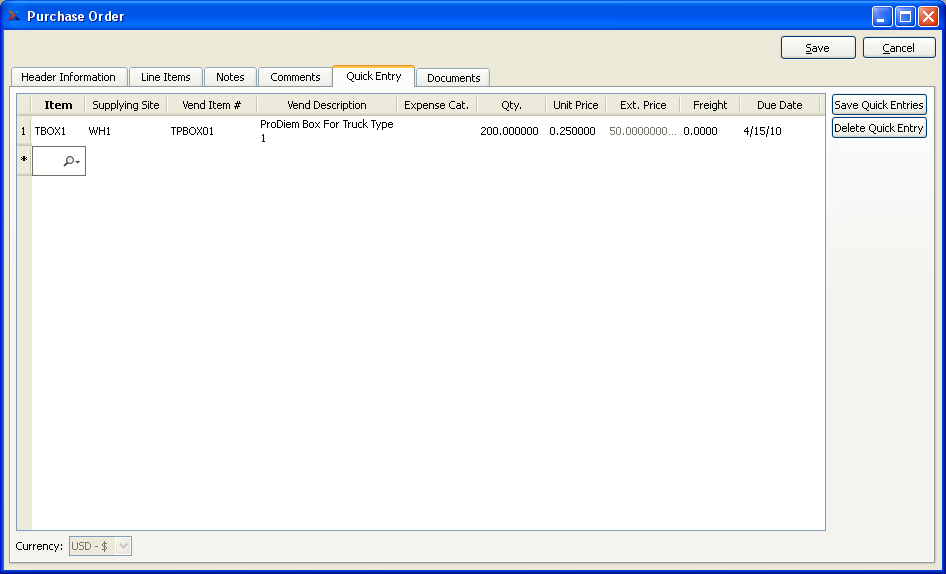 Purchase Order
Save Cancel
Header Information Line Items Notes Comments Quick Entry Documents
Item Supplying Site Vend Item # Vend Description Expense Cat. Qty. Unit Price Ext. Price Freight Due Date
Save Quick Entries
1 TBOX1 WH1 TPBOX01 ProDiem Box For Truck Type 1 200.000000 0.250000 50.0000000... 0.0000 4/15/10
Delete Quick Entry
*
Currency: USD - $